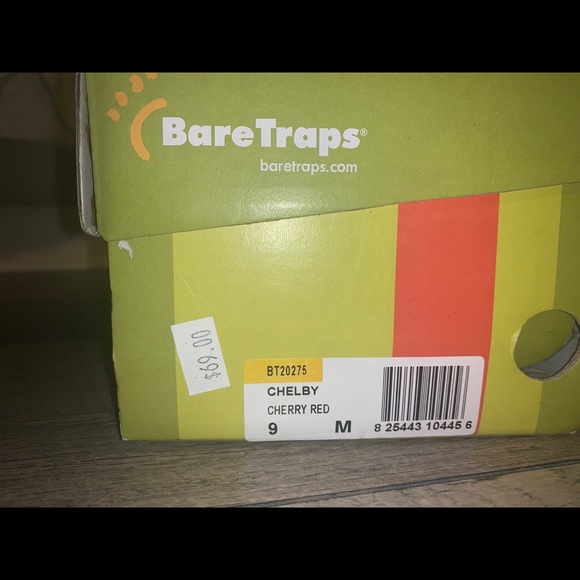 BareTraps®
baretraps.com
$69.00
BT20275
CHELBY
CHERRY RED
9 M
8 25443 10445 6